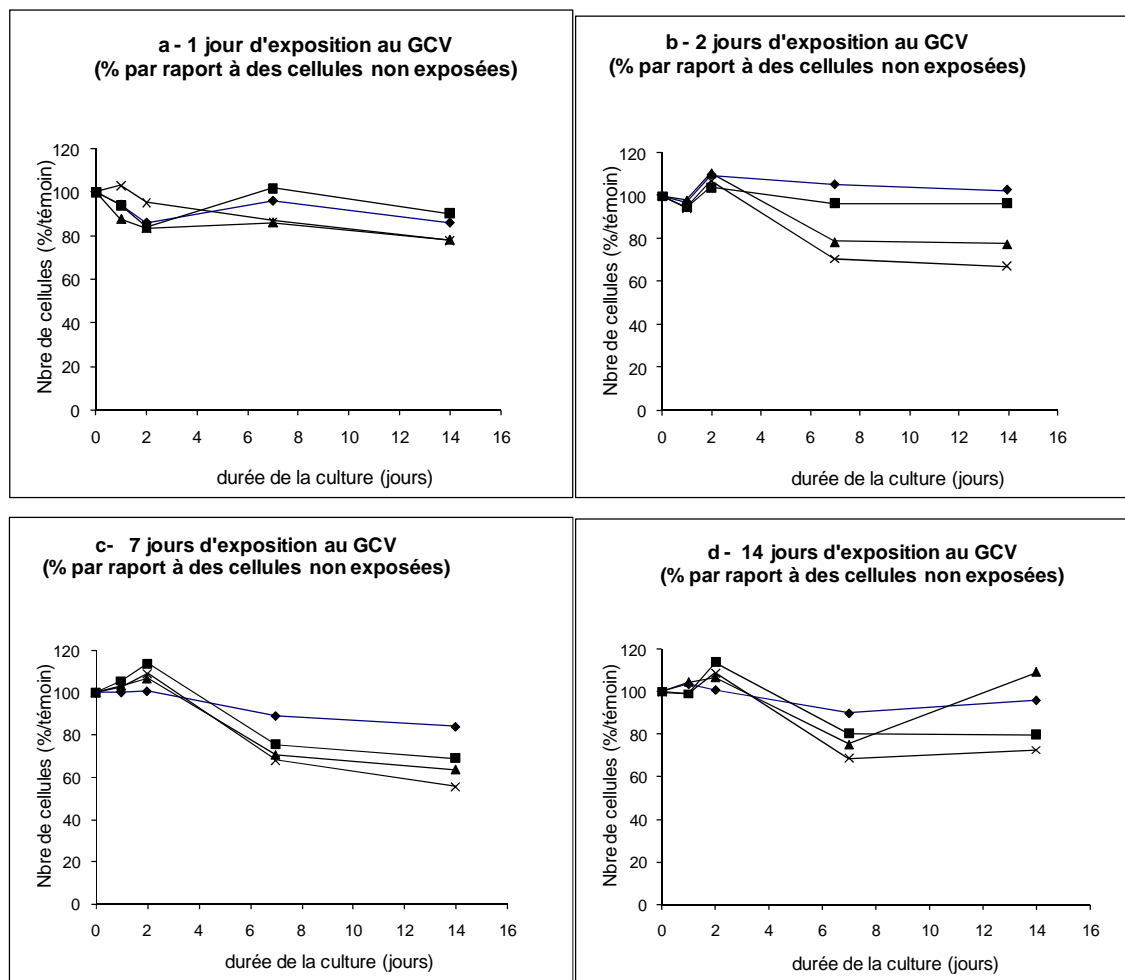 a - 1 jour d'exposition au GCV
(% par raport à des cellules non exposées)
Nbre de cellules (%/témoin)
120
100
80
60
40
20
0
0 2 4 6 8 10 12 14 16
durée de la culture (jours)
b - 2 jours d'exposition au GCV
(% par raport à des cellules non exposées)
Nbre de cellules (%/témoin)
120
100
80
60
40
20
0
0 2 4 6 8 10 12 14 16
durée de la culture (jours)
c- 7 jours d'exposition au GCV
(% par raport à des cellules non exposées)
Nbre de cellules (%/témoin)
120
100
80
60
40
20
0
0 2 4 6 8 10 12 14 16
durée de la culture (jours)
d - 14 jours d'exposition au GCV
(% par raport à des cellules non exposées)
Nbre de cellules (%/témoin)
120
100
80
60
40
20
0
0 2 4 6 8 10 12 14 16
durée de la culture (jours)